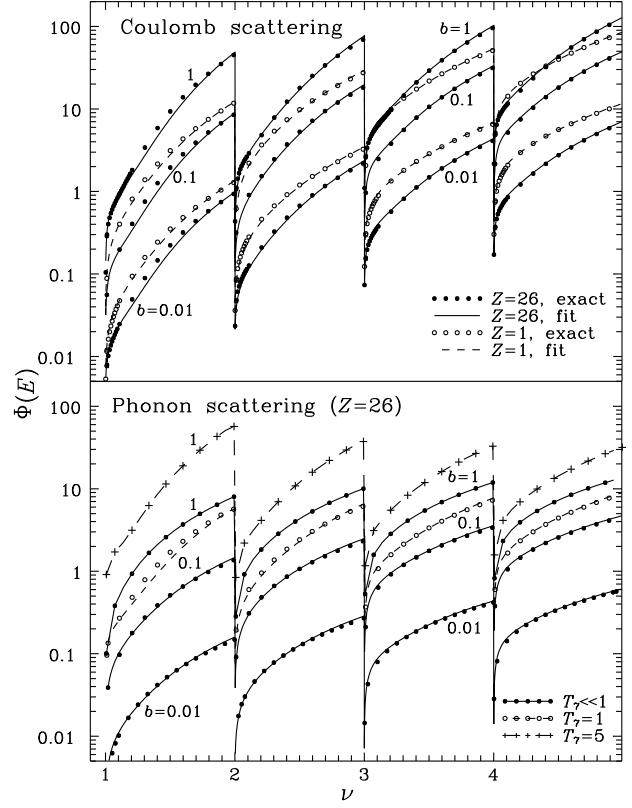 Coulomb scattering
100
10
1
0.1
0.01
1
0.1
b=0.01
b=1
0.1
0.01
Z=26, exact
Z=26, fit
Z=1, exact
Z=1, fit
Φ(E)
Phonon scattering (Z=26)
100
10
1
0.1
0.01
1
1
0.1
b=0.01
b=1
0.1
0.01
T₇<<1
T₇=1
T₇=5
1 2 3 4
ν